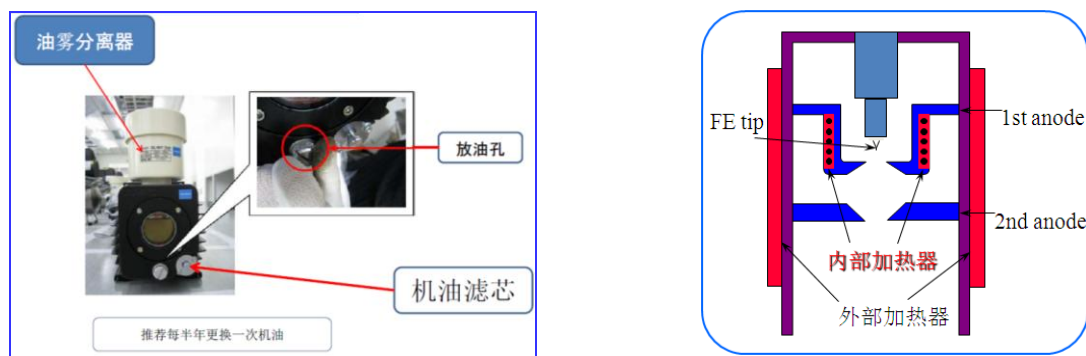 油雾分离器
放油孔
机油滤芯
推荐每半年更换一次机油
FE tip
1st anode
2nd anode
内部加热器
外部加热器